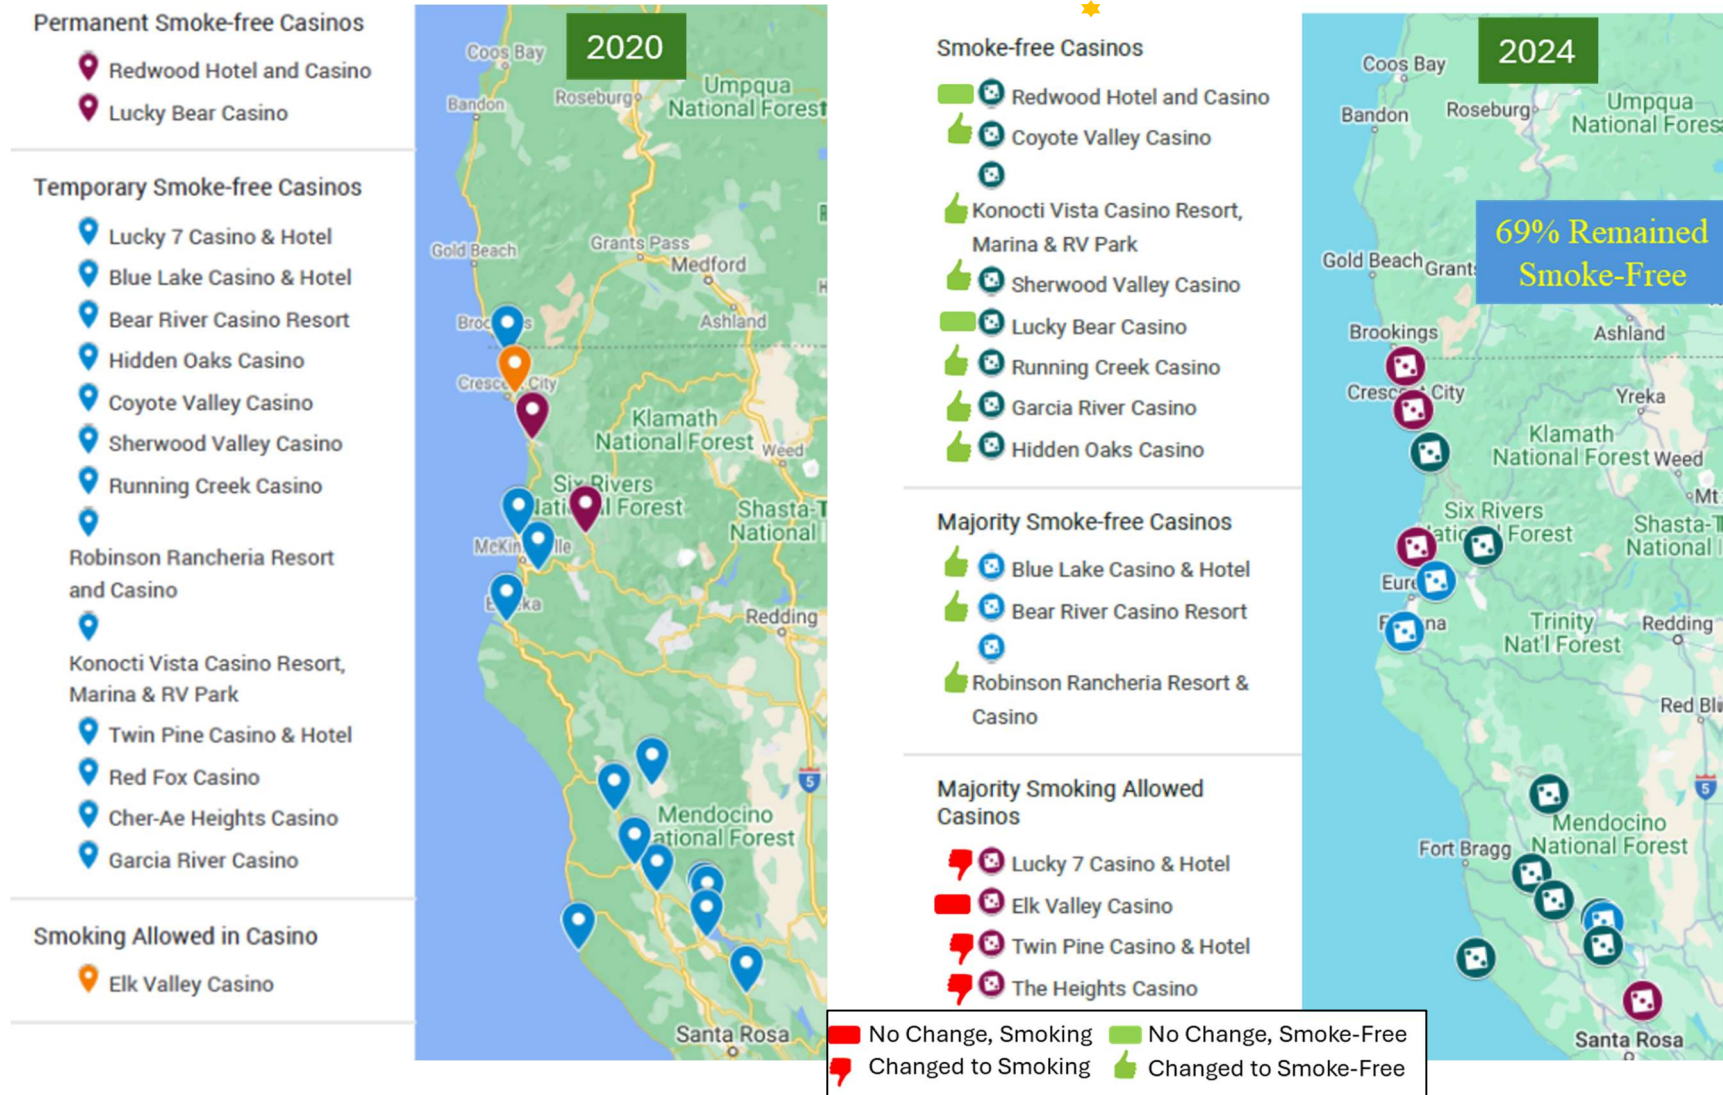 Permanent Smoke-free Casinos
Redwood Hotel and Casino
Lucky Bear Casino
Temporary Smoke-free Casinos
Lucky 7 Casino & Hotel
Blue Lake Casino & Hotel
Bear River Casino Resort
Hidden Oaks Casino
Coyote Valley Casino
Sherwood Valley Casino
Running Creek Casino
Robinson Rancheria Resort
and Casino
Konocti Vista Casino Resort,
Marina & RV Park
Twin Pine Casino & Hotel
Red Fox Casino
Cher-Ae Heights Casino
Garcia River Casino
Smoking Allowed in Casino
Elk Valley Casino
2020
Coos Bay
Umpqua
National Forest
Roseburg
Bandon
Gold Beach
Grants Pass
Medford
Ashland
Klamath
National Forest
Weed
Six Rivers
Forest
Shasta-T
National
Redding
5
Mendocino
National Forest
Santa Rosa
Smoke-free Casinos
Redwood Hotel and Casino
Coyote Valley Casino
Konocti Vista Casino Resort,
Marina & RV Park
Sherwood Valley Casino
Lucky Bear Casino
Running Creek Casino
Garcia River Casino
Hidden Oaks Casino
Majority Smoke-free Casinos
Blue Lake Casino & Hotel
Bear River Casino Resort
Robinson Rancheria Resort &
Casino
Majority Smoking Allowed
Casinos
Lucky 7 Casino & Hotel
Elk Valley Casino
Twin Pine Casino & Hotel
The Heights Casino
2024
Coos Bay
Bandon
Roseburg
Umpqua
National Fores
69% Remained
Smoke-Free
Gold Beach
Grants
Brookings
Ashland
City
Yreka
Klamath
National Forest
Weed
Mt
Six Rivers
Forest
Shasta-T
National
Trinity
Nat'l Forest
Redding
Red Blu
5
Mendocino
National Forest
Fort Bragg
Santa Rosa
No Change, Smoking
No Change, Smoke-Free
Changed to Smoking
Changed to Smoke-Free